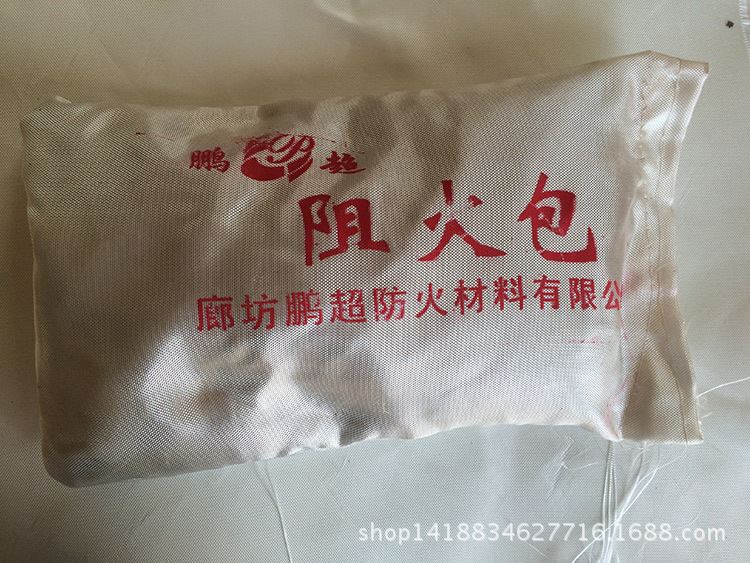 鹏 超
阻火包
廊坊鹏超防火材料有限公
shop1418834627716.1688.com